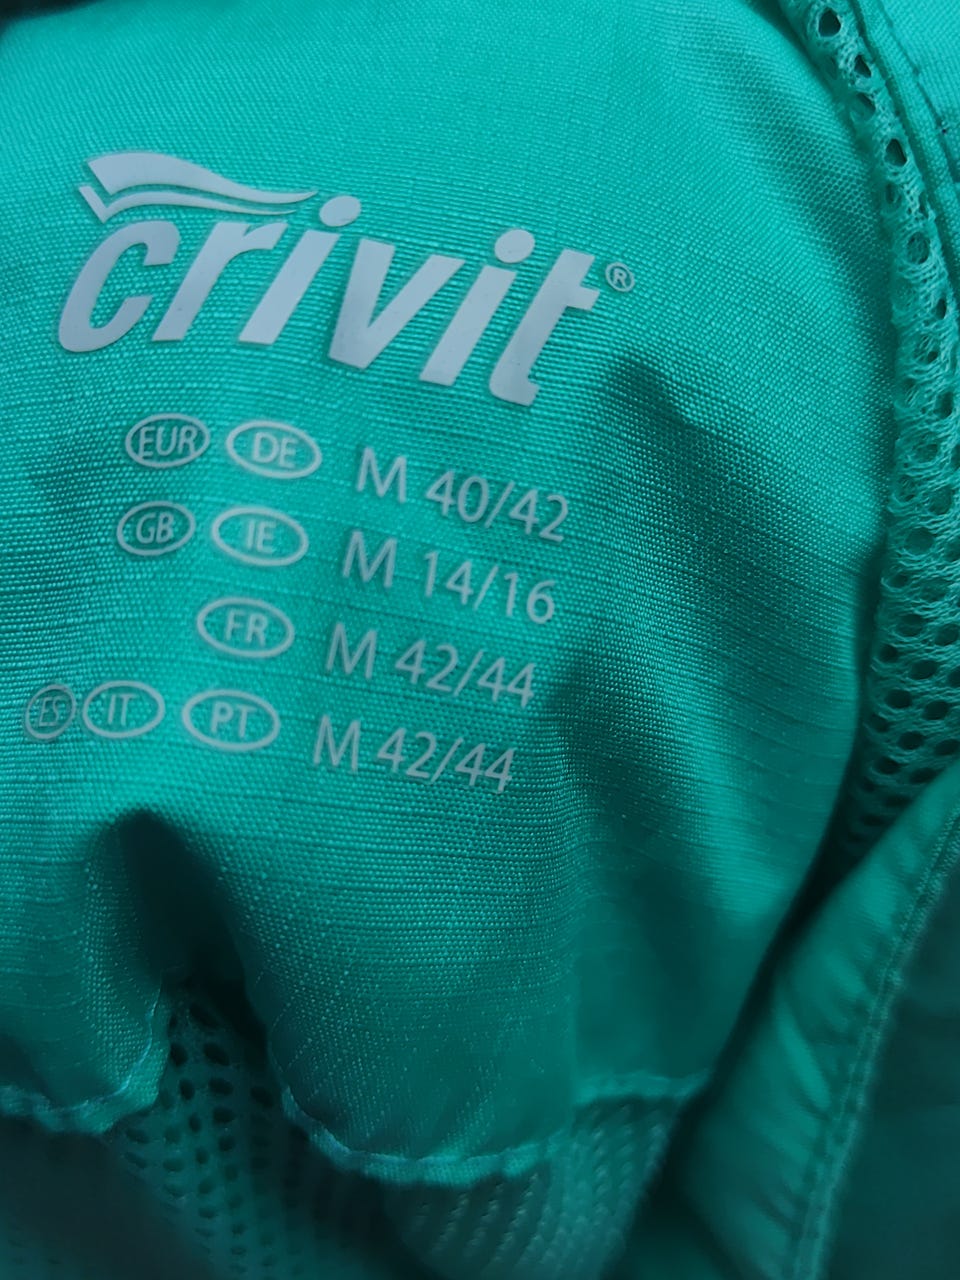 crivit®
EUR DE M 40/42
GB IE M 14/16
FR M 42/44
ES IT PT M 42/44